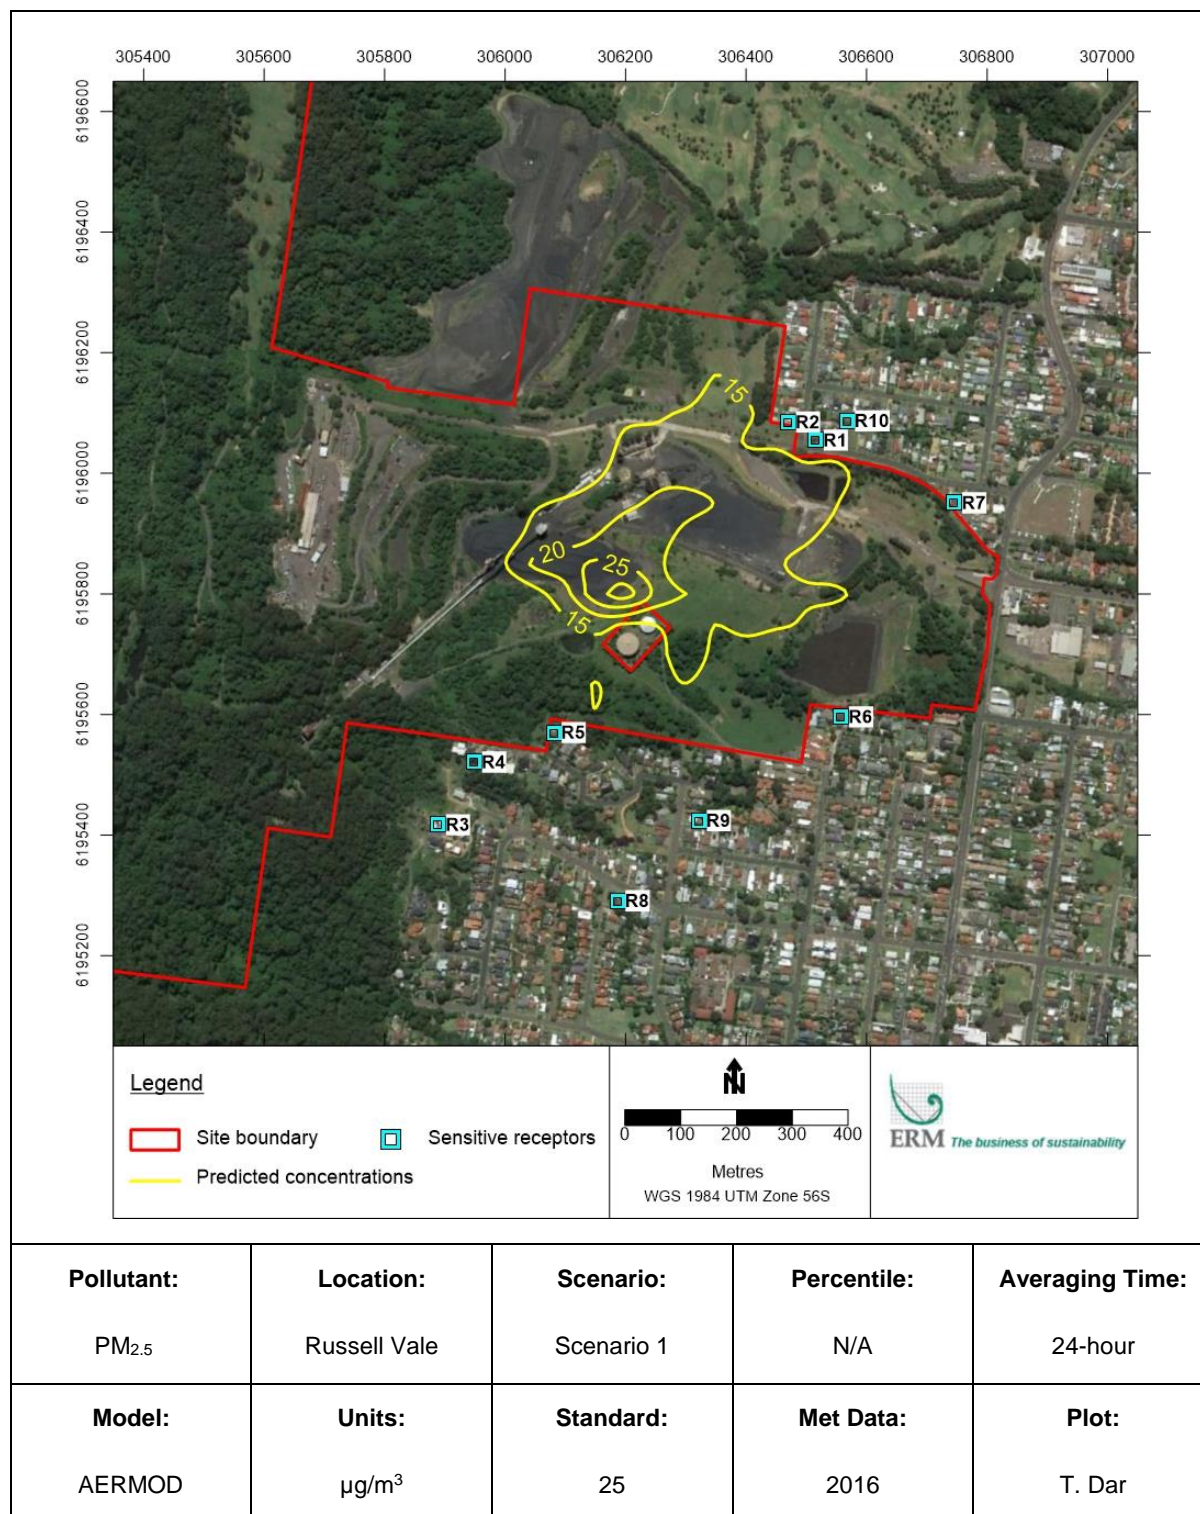 305400 305600 305800 306000 306200 306400 306600 306800 307000
6196600
6196400
6196200
6196000
6195800
6195600
6195400
6195200
15
R2
R10
R1
R7
20
25
15
R6
R5
R4
R3
R9
R8
Legend
Site boundary
Sensitive receptors
Predicted concentrations
N
0 100 200 300 400
Metres
WGS 1984 UTM Zone 56S
ERM The business of sustainability
Pollutant: Location: Scenario: Percentile: Averaging Time:
PM2.5 Russell Vale Scenario 1 N/A 24-hour
Model: Units: Standard: Met Data: Plot:
AERMOD µg/m³ 25 2016 T. Dar